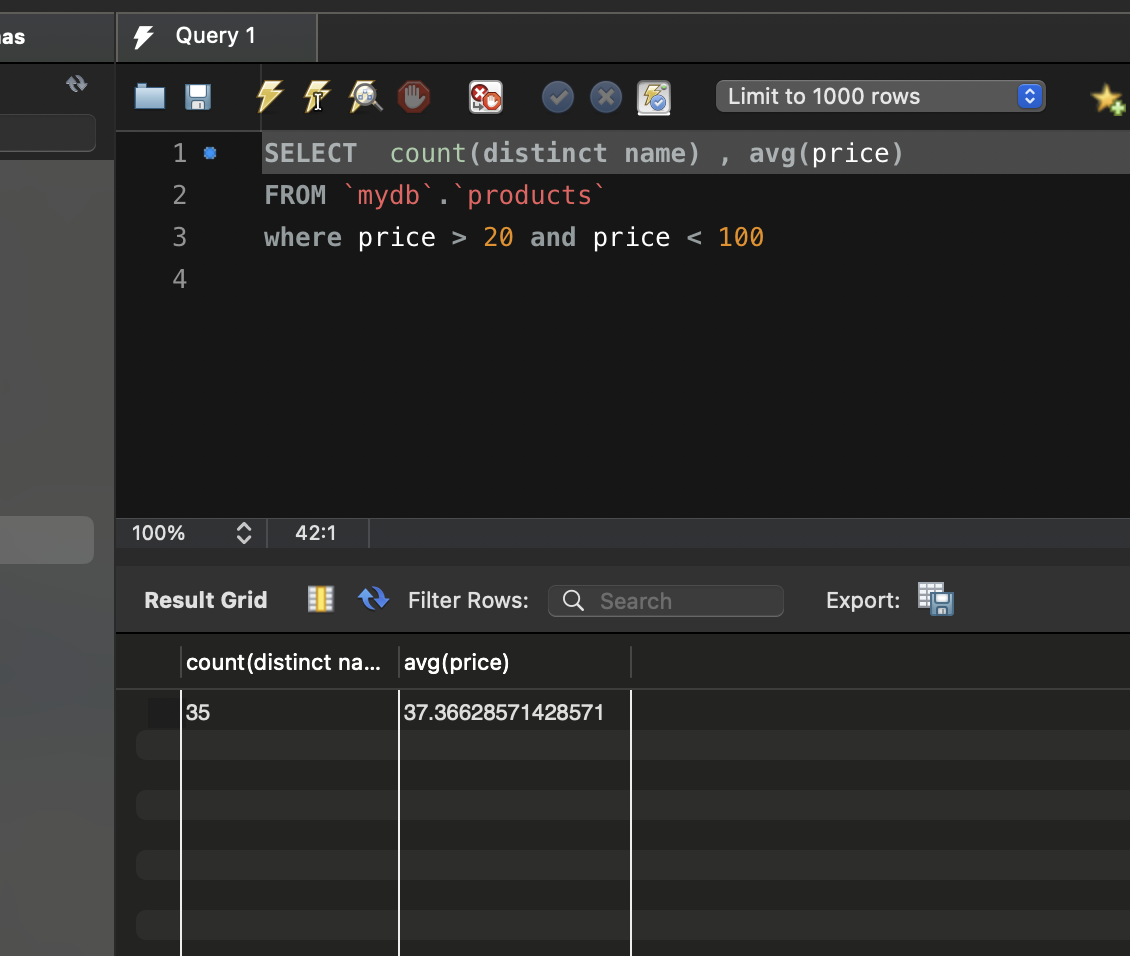 as
Query 1
Limit to 1000 rows
1 SELECT  count(distinct name) , avg(price)
2 FROM `mydb`.`products`
3 where price > 20 and price < 100
4
100% 42:1
Result Grid Filter Rows: Search Export:
count(distinct na... avg(price)
35 37.36628571428571